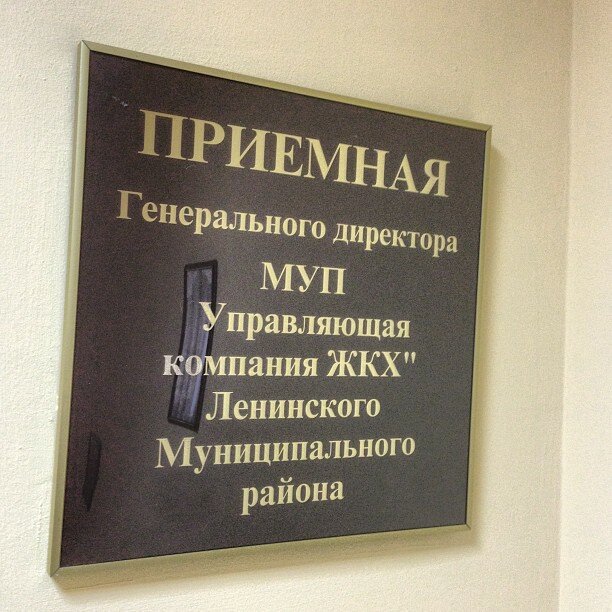 ПРИЕМНАЯ
Генерального директора
МУП
Управляющая
компания ЖКХ"
Ленинского
Муниципального
района